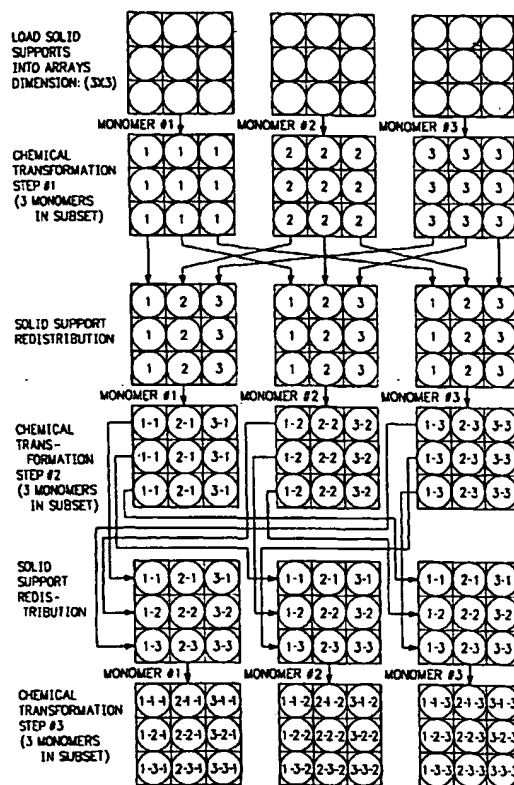 LOAD SOLID
SUPPORTS
INTO ARRAYS
DIMENSION: (3X3)
MONOMER #1 MONOMER #2 MONOMER #3
CHEMICAL
TRANSFORMATION
STEP #1
(3 MONOMERS
IN SUBSET)
1 1 1 2 2 2 3 3 3
1 1 1 2 2 2 3 3 3
1 1 1 2 2 2 3 3 3
SOLID SUPPORT
REDISTRIBUTION
1 2 3 1 2 3 1 2 3
1 2 3 1 2 3 1 2 3
1 2 3 1 2 3 1 2 3
MONOMER #1 MONOMER #2 MONOMER #3
CHEMICAL
TRANS-
FORMATION
STEP #2
(3 MONOMERS
IN SUBSET)
1-1 2-1 3-1 1-2 2-2 3-2 1-3 2-3 3-3
1-1 2-1 3-1 1-2 2-2 3-2 1-3 2-3 3-3
1-1 2-1 3-1 1-2 2-2 3-2 1-3 2-3 3-3
SOLID
SUPPORT
REDIS-
TRIBUTION
1-1 2-1 3-1 1-1 2-1 3-1 1-1 2-1 3-1
1-2 2-2 3-2 1-2 2-2 3-2 1-2 2-2 3-2
1-3 2-3 3-3 1-3 2-3 3-3 1-3 2-3 3-3
MONOMER #1 MONOMER #2 MONOMER #3
CHEMICAL
TRANSFORMATION
STEP #3
(3 MONOMERS
IN SUBSET)
1-1-1 2-1-1 3-1-1 1-1-2 2-1-2 3-1-2 1-1-3 2-1-3 3-1-3
1-2-1 2-2-1 3-2-1 1-2-2 2-2-2 3-2-2 1-2-3 2-2-3 3-2-3
1-3-1 2-3-1 3-3-1 1-3-2 2-3-2 3-3-2 1-3-3 2-3-3 3-3-3